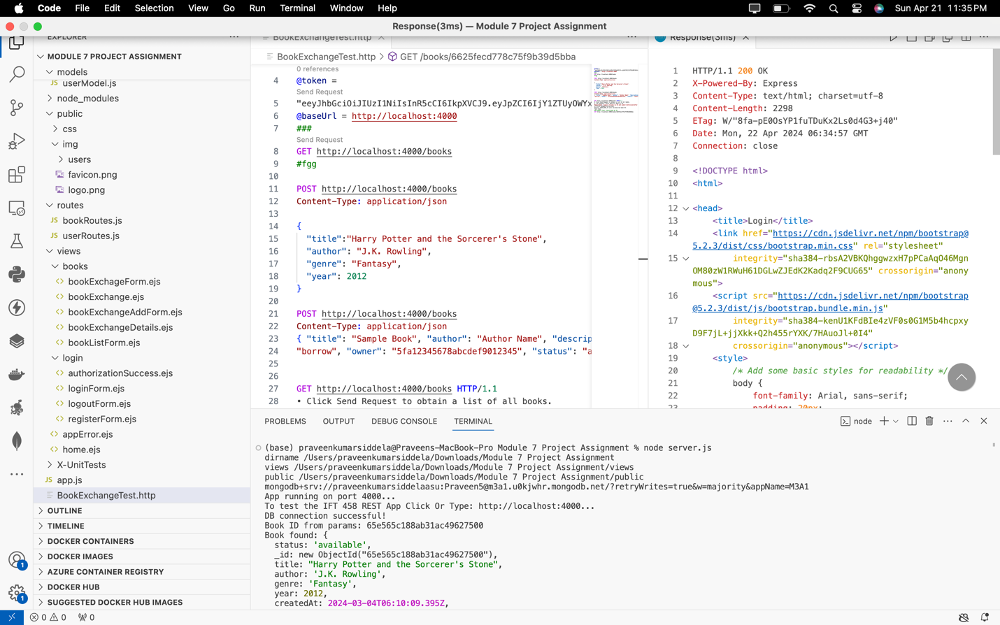 Code File Edit Selection View Go Run Terminal Window Help Sun Apr 21 11:35 PM
Response(3ms) — Module 7 Project Assignment
EXPLORER
MODULE 7 PROJECT ASSIGNMENT
models
JS userModel.js
node_modules
public
css
img
users
favicon.png
logo.png
routes
JS bookRoutes.js
JS userRoutes.js
views
books
<> bookExchageForm.ejs
<> bookExchange.ejs
<> bookExchangeAddForm.ejs
<> bookExchangeDetails.ejs
<> bookListForm.ejs
login
<> authorizationSuccess.ejs
<> loginForm.ejs
<> logoutForm.ejs
<> registerForm.ejs
<> appError.ejs
<> home.ejs
X-UnitTests
JS app.js
BookExchangeTest.http
OUTLINE
TIMELINE
DOCKER CONTAINERS
DOCKER IMAGES
AZURE CONTAINER REGISTRY
DOCKER HUB
SUGGESTED DOCKER HUB IMAGES
1
1
0 0 0
BookExchangeTest.http
BookExchangeTest.http > GET /books/6625fecd778c75f9b39d5bba
0 references
4 @token =
Send Request
5 "eeyJhbGciOiJIUzI1NiIsInR5cCI6IkpXVCJ9.eyJpZCI6IjY1ZTUyOWYx
6 @baseUrl = http://localhost:4000
7 ###
Send Request
8 GET http://localhost:4000/books
9 #fgg
10
11 POST http://localhost:4000/books
12 Content-Type: application/json
13
14 {
15 "title":"Harry Potter and the Sorcerer's Stone",
16 "author": "J.K. Rowling",
17 "genre": "Fantasy",
18 "year": 2012
19 }
20
21 POST http://localhost:4000/books
22 Content-Type: application/json
23 { "title": "Sample Book", "author": "Author Name", "descrip
24 "borrow", "owner": "5fa12345678abcdef9012345", "status": "a
25
26
27 GET http://localhost:4000/books HTTP/1.1
28 • Click Send Request to obtain a list of all books.
Response(3ms)
1 HTTP/1.1 200 OK
2 X-Powered-By: Express
3 Content-Type: text/html; charset=utf-8
4 Content-Length: 2298
5 ETag: W/"8fa-pE0OsYP1fuTDuKx2Ls0d4G3+j40"
6 Date: Mon, 22 Apr 2024 06:34:57 GMT
7 Connection: close
8
9 <!DOCTYPE html>
10 <html>
11
12 <head>
13 <title>Login</title>
14 <link href="https://cdn.jsdelivr.net/npm/bootstrap@
5.2.3/dist/css/bootstrap.min.css" rel="stylesheet"
15 integrity="sha384-rbsA2VBKQhggwzxH7pPCaAqO46Mgn
OM80zW1RWuH61DGLwZJEdK2Kadq2F9CUG65" crossorigin="anony
mous">
16 <script src="https://cdn.jsdelivr.net/npm/bootstrap
@5.2.3/dist/js/bootstrap.bundle.min.js"
17 integrity="sha384-kenU1KFdBIe4zVF0s0G1M5b4hcpxy
D9F7jL+jjXkk+Q2h455rYXK/7HAuoJl+0I4"
18 crossorigin="anonymous"></script>
19 <style>
20 /* Add some basic styles for readability */
21 body {
22 font-family: Arial, sans-serif;
23 padding: 20px;
PROBLEMS OUTPUT DEBUG CONSOLE TERMINAL node
(base) praveenkumarsiddela@Praveens-MacBook-Pro Module 7 Project Assignment % node server.js
dirname /Users/praveenkumarsiddela/Downloads/Module 7 Project Assignment
views /Users/praveenkumarsiddela/Downloads/Module 7 Project Assignment/views
public /Users/praveenkumarsiddela/Downloads/Module 7 Project Assignment/public
mongodb+srv://praveenkumarsiddelaasu:Praveen5@m3a1.u0kjwhr.mongodb.net/?retryWrites=true&w=majority&appName=M3A1
App running on port 4000...
To test the IFT 458 REST App Click Or Type: http://localhost:4000...
DB connection successful!
Book ID from params: 65e565c188ab31ac49627500
Book found: {
status: 'available',
_id: new ObjectId("65e565c188ab31ac49627500"),
title: "Harry Potter and the Sorcerer's Stone",
author: 'J.K. Rowling',
genre: 'Fantasy',
year: 2012,
createdAt: 2024-03-04T06:10:09.395Z,